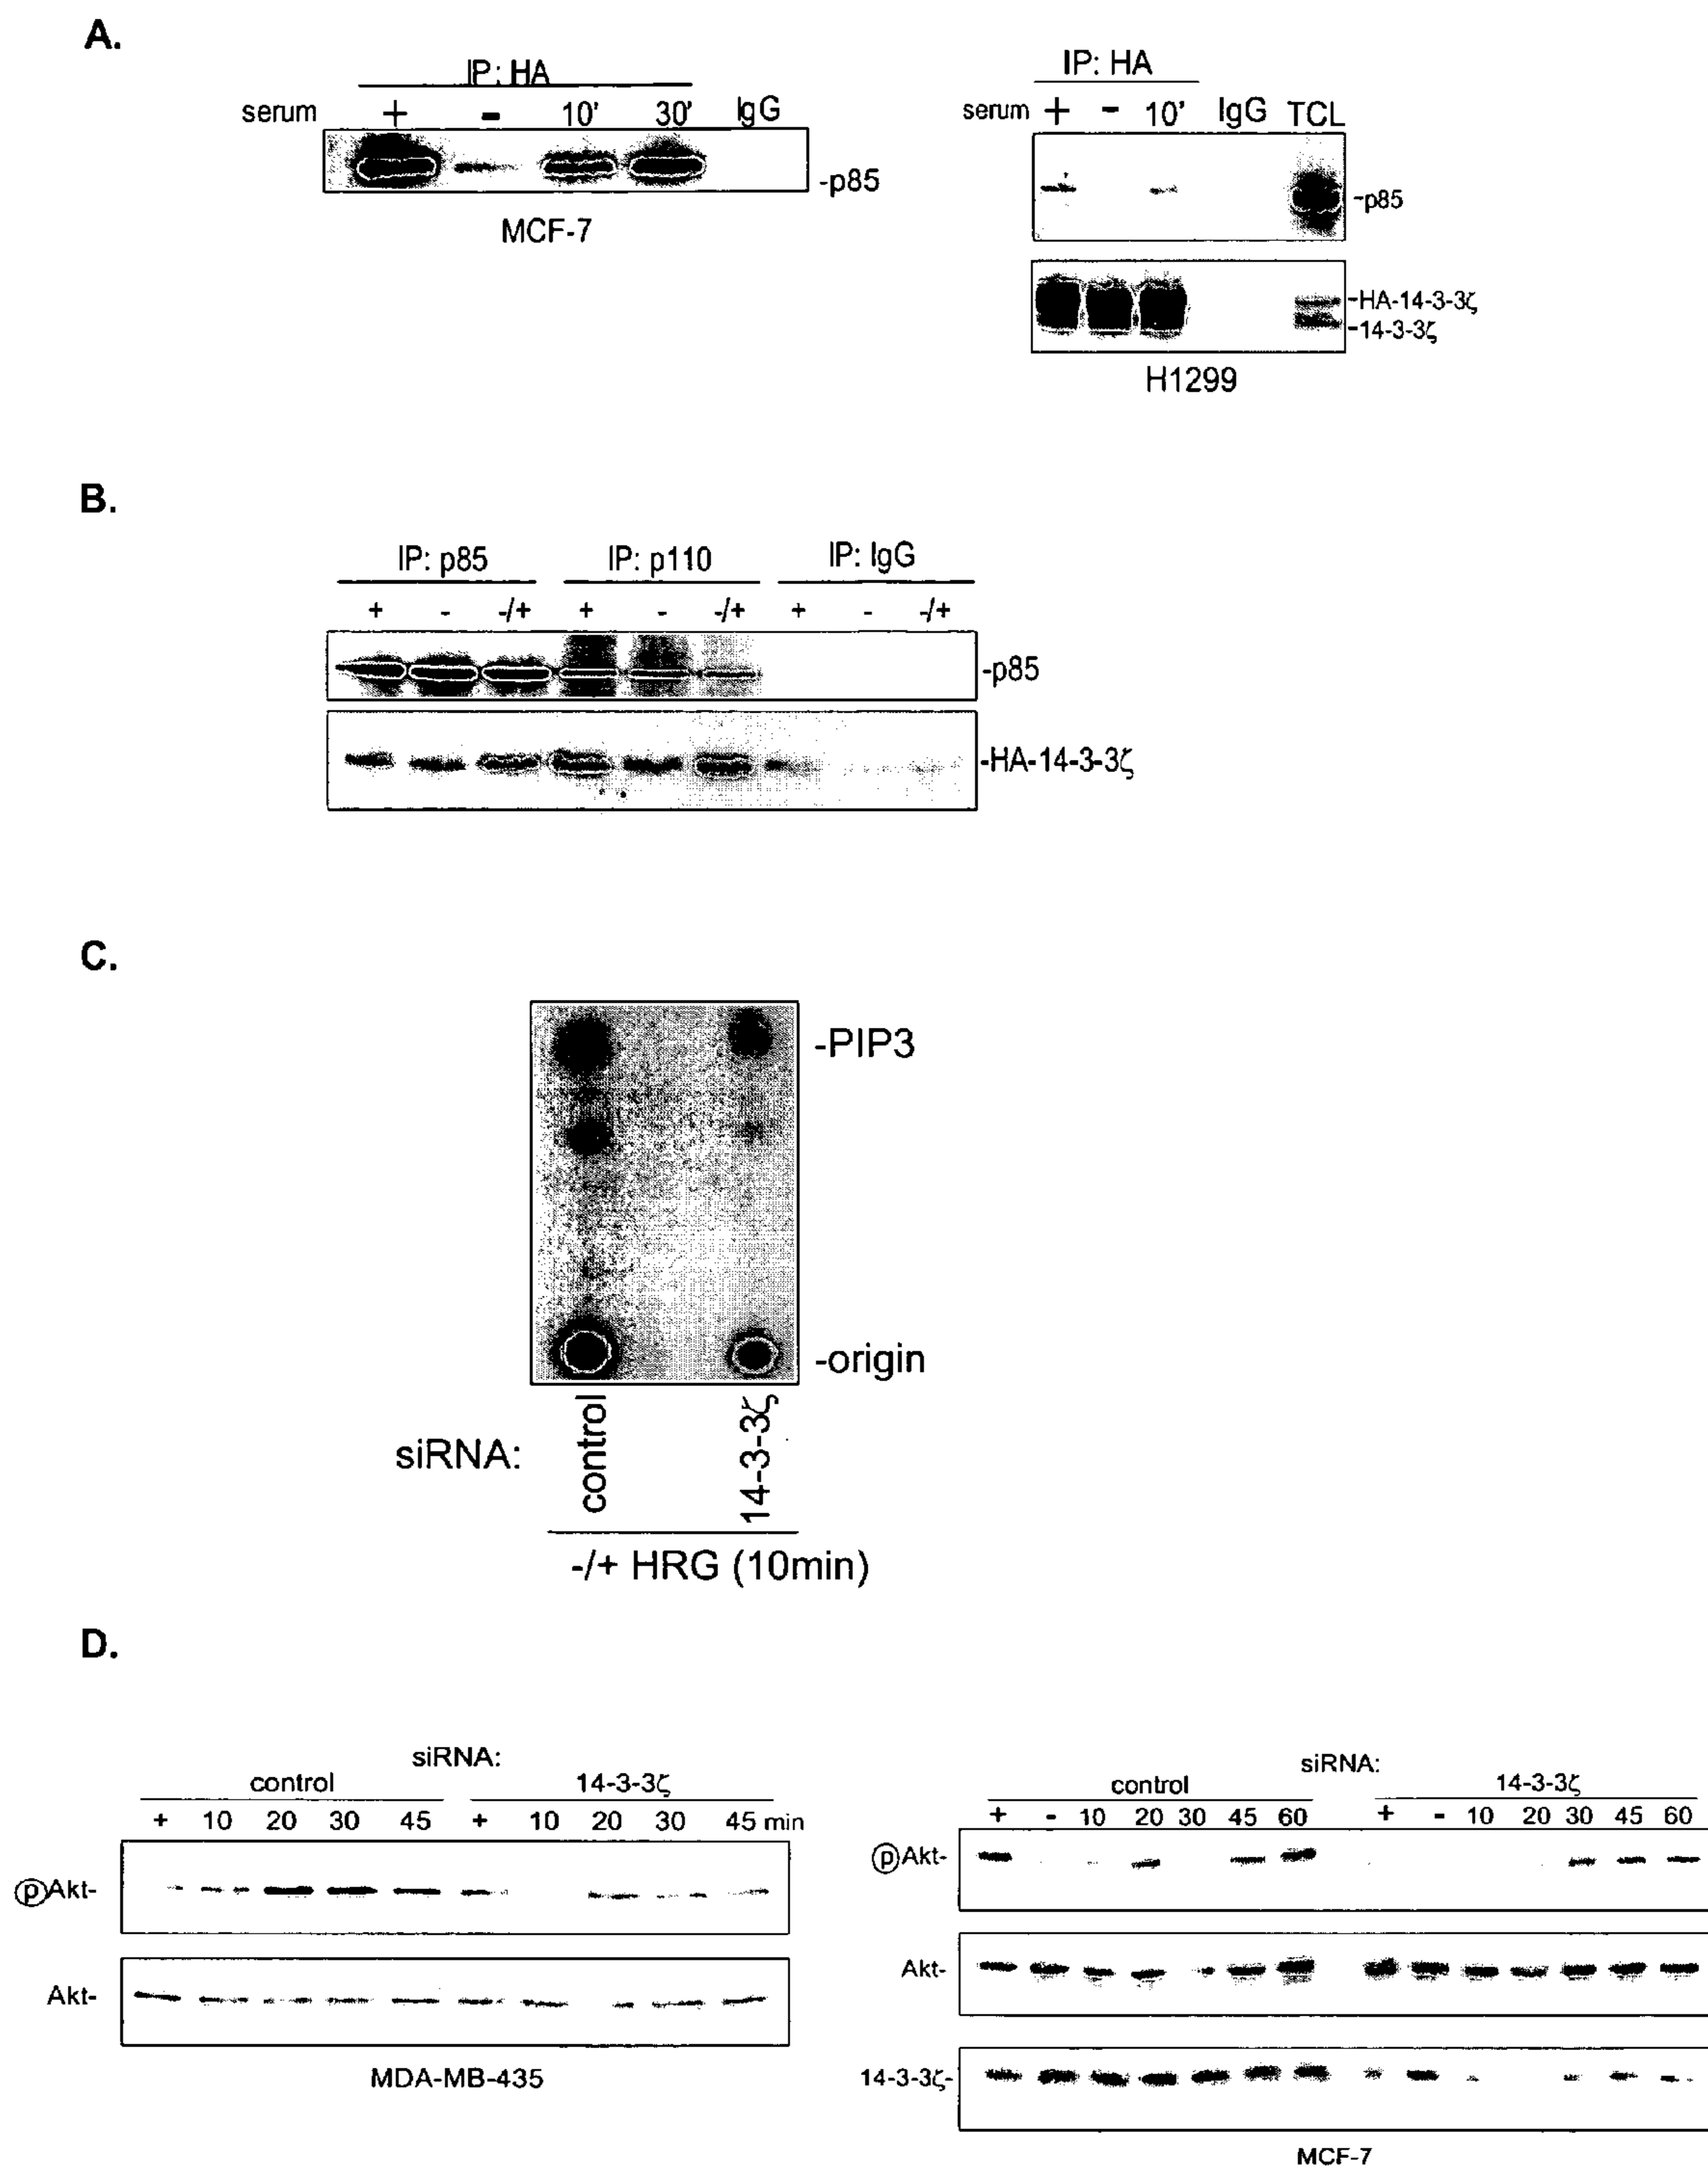 A.
IP: HA
serum + - 10' 30' IgG
-p85
MCF-7
IP: HA
serum + - 10' IgG TCL
-p85
-HA-14-3-3ζ
-14-3-3ζ
H1299
B.
IP: p85 IP: p110 IP: IgG
+ - -/+ + - -/+ + - -/+
-p85
-HA-14-3-3ζ
C.
-PIP3
-origin
siRNA: control 14-3-3ζ
-/+ HRG (10min)
D.
siRNA:
control 14-3-3ζ
+ 10 20 30 45 + 10 20 30 45 min
ⓟAkt-
Akt-
MDA-MB-435
siRNA:
control 14-3-3ζ
+ - 10 20 30 45 60 + - 10 20 30 45 60
ⓟAkt-
Akt-
14-3-3ζ-
MCF-7